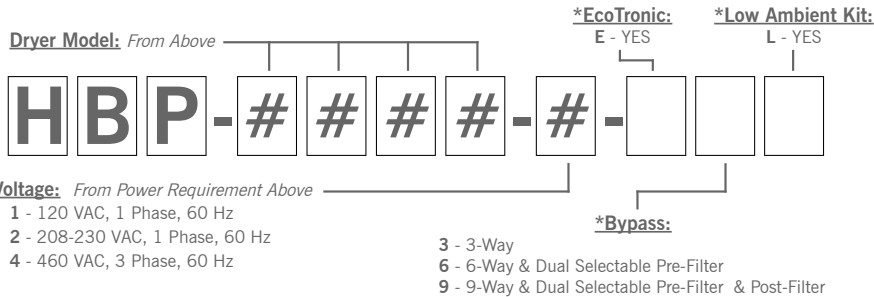 *EcoTronic:
E - YES
*Low Ambient Kit:
L - YES
Dryer Model: From Above
HBP-####-#-
Voltage: From Power Requirement Above
1 - 120 VAC, 1 Phase, 60 Hz
2 - 208-230 VAC, 1 Phase, 60 Hz
4 - 460 VAC, 3 Phase, 60 Hz
*Bypass:
3 - 3-Way
6 - 6-Way & Dual Selectable Pre-Filter
9 - 9-Way & Dual Selectable Pre-Filter & Post-Filter